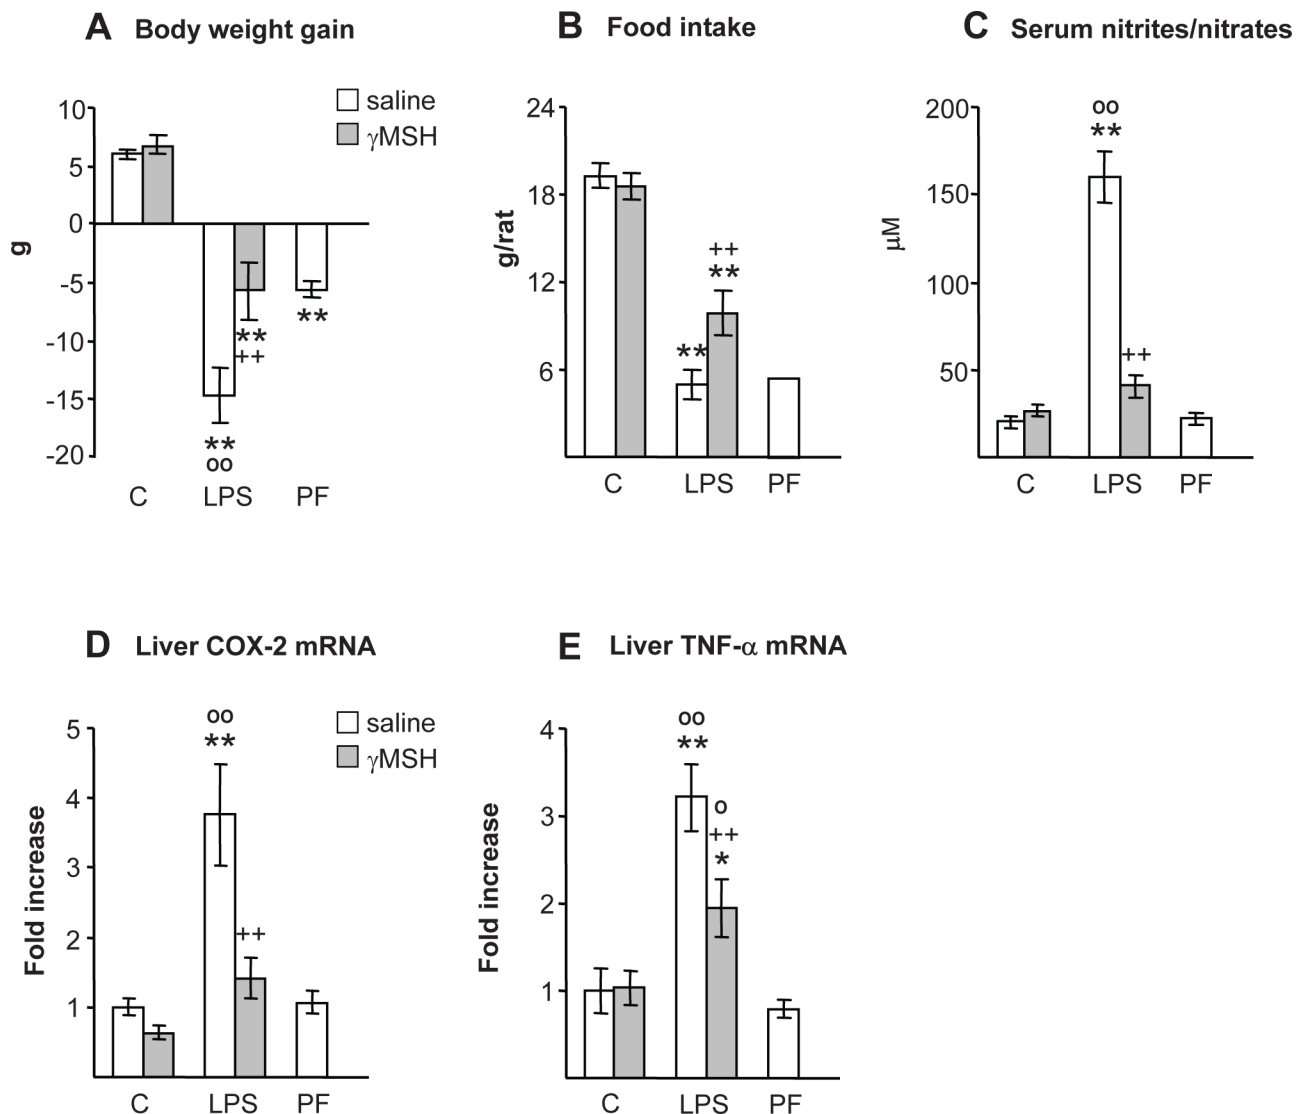 A Body weight gain
saline
γMSH
10
5
0
-5
-10
-15
-20
g
**
oo
**
++
**
C LPS PF
B Food intake
24
18
12
6
g/rat
**
++
**
C LPS PF
C Serum nitrites/nitrates
200
150
100
50
μM
oo
**
++
C LPS PF
D Liver COX-2 mRNA
saline
γMSH
5
4
3
2
1
Fold increase
oo
**
++
C LPS PF
E Liver TNF-α mRNA
4
3
2
1
Fold increase
oo
**
o
++
*
C LPS PF